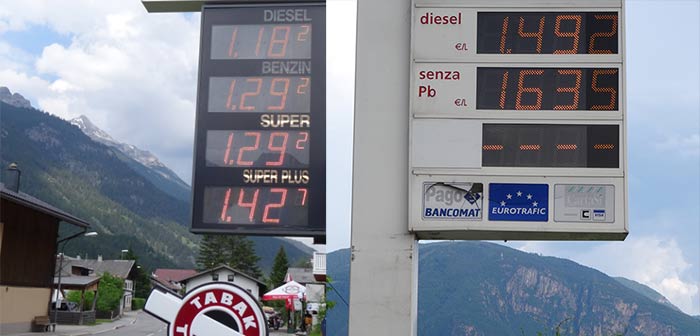 DIESEL
1.18²
BENZIN
1.29²
SUPER
1.29²
SUPER PLUS
1.42⁷
TABAK
T
diesel
€/L
1.492
senza
Pb
€/L
1.635
- - - -
Pago
BANCOMAT
EUROTRAFIC
VISA